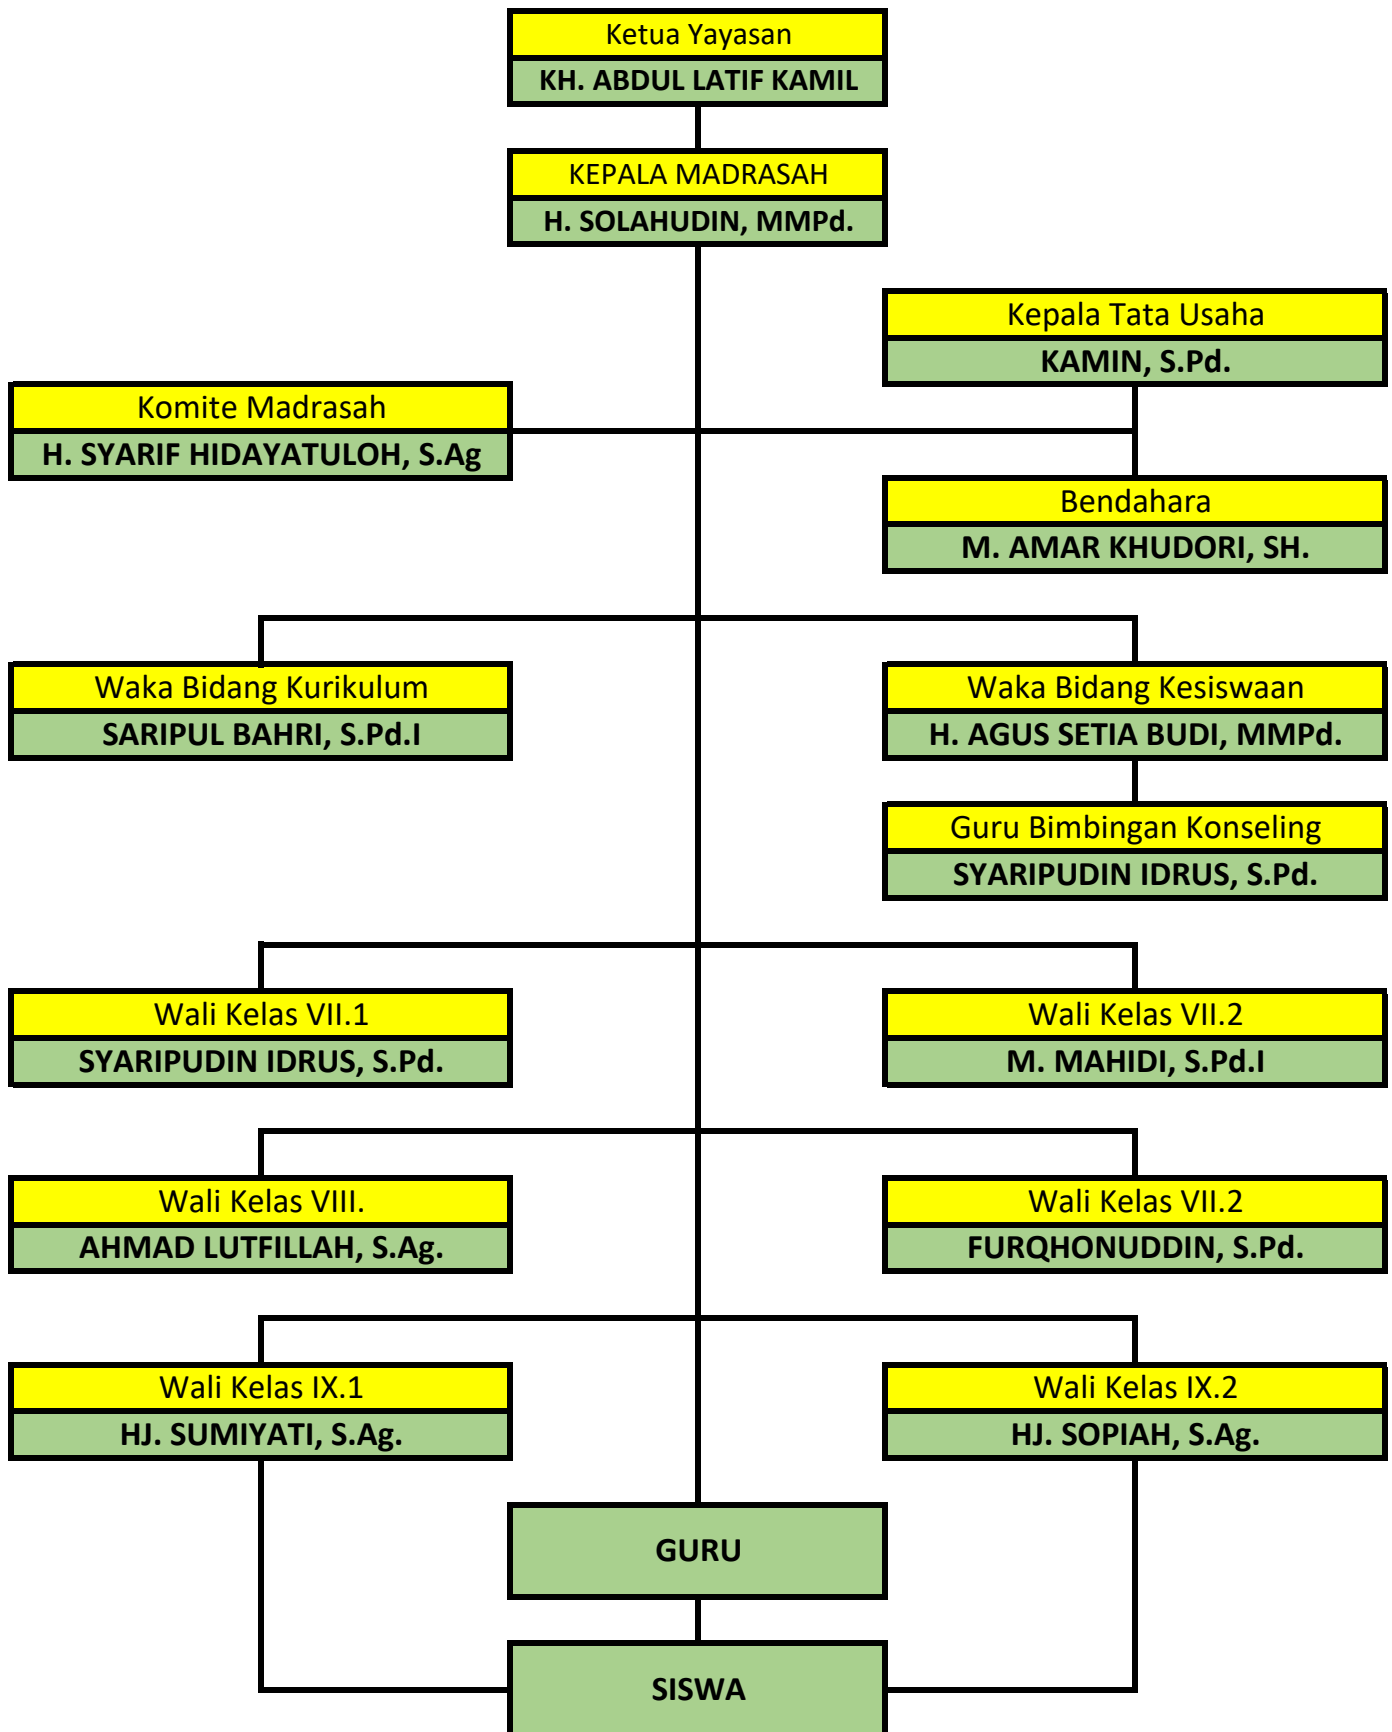 Ketua Yayasan
KH. ABDUL LATIF KAMIL
KEPALA MADRASAH
H. SOLAHUDIN, MMPd.
Kepala Tata Usaha
KAMIN, S.Pd.
Komite Madrasah
H. SYARIF HIDAYATULOH, S.Ag
Bendahara
M. AMAR KHUDORI, SH.
Waka Bidang Kurikulum
SARIPUL BAHRI, S.Pd.I
Waka Bidang Kesiswaan
H. AGUS SETIA BUDI, MMPd.
Guru Bimbingan Konseling
SYARIPUDIN IDRUS, S.Pd.
Wali Kelas VII.1
SYARIPUDIN IDRUS, S.Pd.
Wali Kelas VII.2
M. MAHIDI, S.Pd.I
Wali Kelas VIII.
AHMAD LUTFILLAH, S.Ag.
Wali Kelas VII.2
FURQHONUDDIN, S.Pd.
Wali Kelas IX.1
HJ. SUMIYATI, S.Ag.
Wali Kelas IX.2
HJ. SOPIAH, S.Ag.
GURU
SISWA